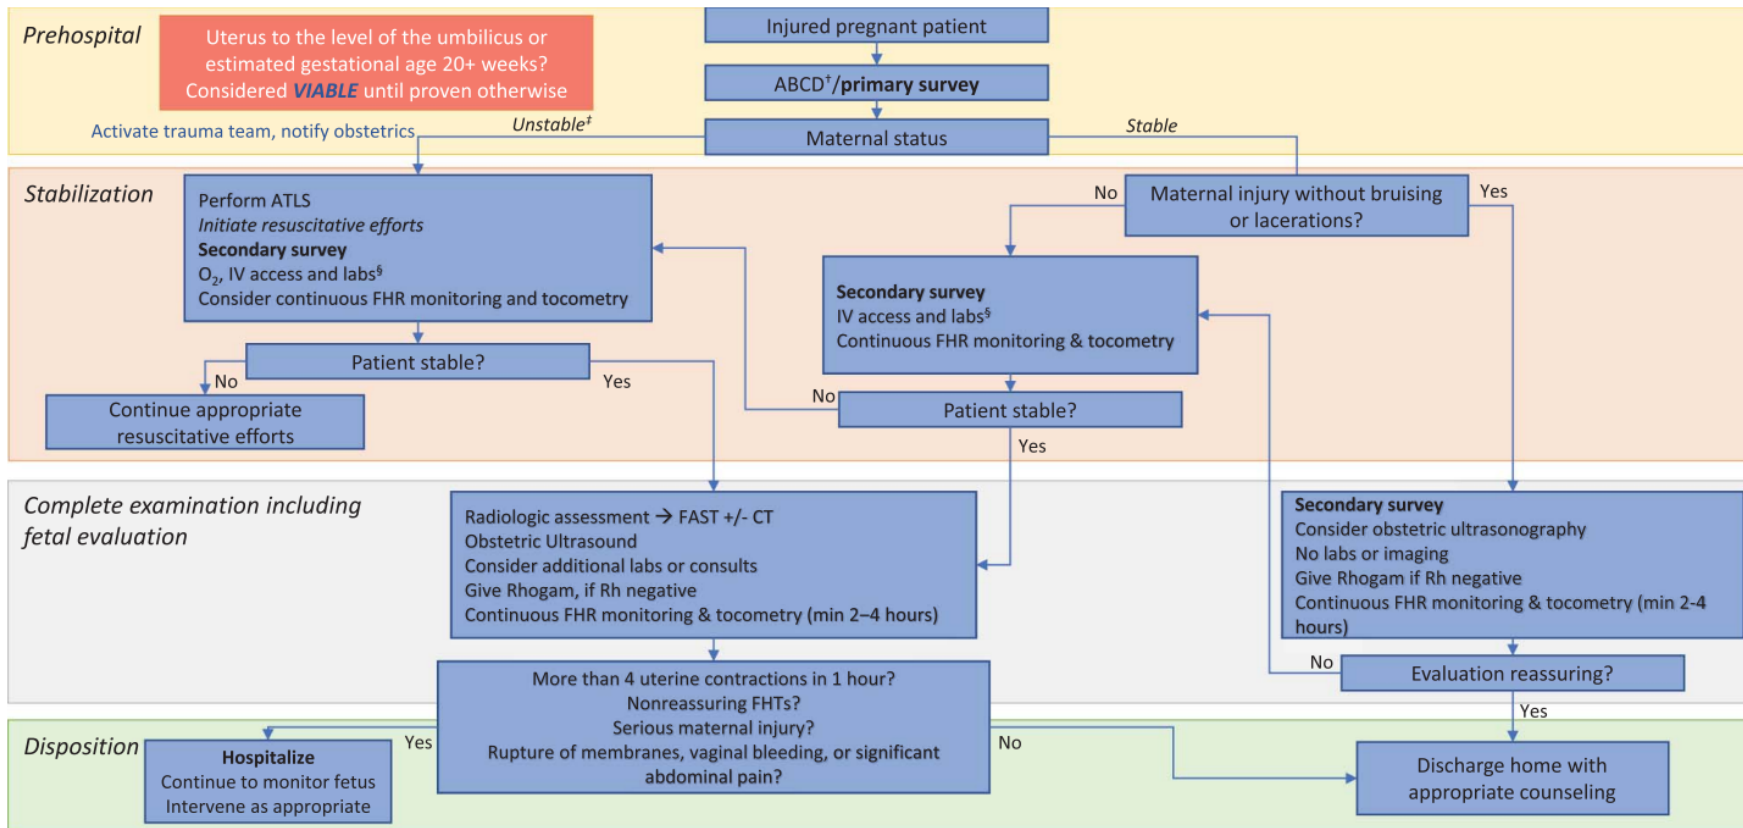 Prehospital
Uterus to the level of the umbilicus or
estimated gestational age 20+ weeks?
Considered VIABLE until proven otherwise
Injured pregnant patient
ABCD†/primary survey
Activate trauma team, notify obstetrics
Unstable‡
Maternal status
Stable
Stabilization
Perform ATLS
Initiate resuscitative efforts
Secondary survey
O₂, IV access and labs§
Consider continuous FHR monitoring and tocometry
No
Maternal injury without bruising
or lacerations?
Yes
Secondary survey
IV access and labs§
Continuous FHR monitoring & tocometry
Patient stable?
No
Yes
Continue appropriate
resuscitative efforts
No
Patient stable?
Yes
Complete examination including
fetal evaluation
Radiologic assessment → FAST +/- CT
Obstetric Ultrasound
Consider additional labs or consults
Give Rhogam, if Rh negative
Continuous FHR monitoring & tocometry (min 2–4 hours)
Secondary survey
Consider obstetric ultrasonography
No labs or imaging
Give Rhogam if Rh negative
Continuous FHR monitoring & tocometry (min 2-4
hours)
No
Evaluation reassuring?
Yes
More than 4 uterine contractions in 1 hour?
Nonreassuring FHTs?
Serious maternal injury?
Rupture of membranes, vaginal bleeding, or significant
abdominal pain?
Disposition
Yes
No
Hospitalize
Continue to monitor fetus
Intervene as appropriate
Discharge home with
appropriate counseling